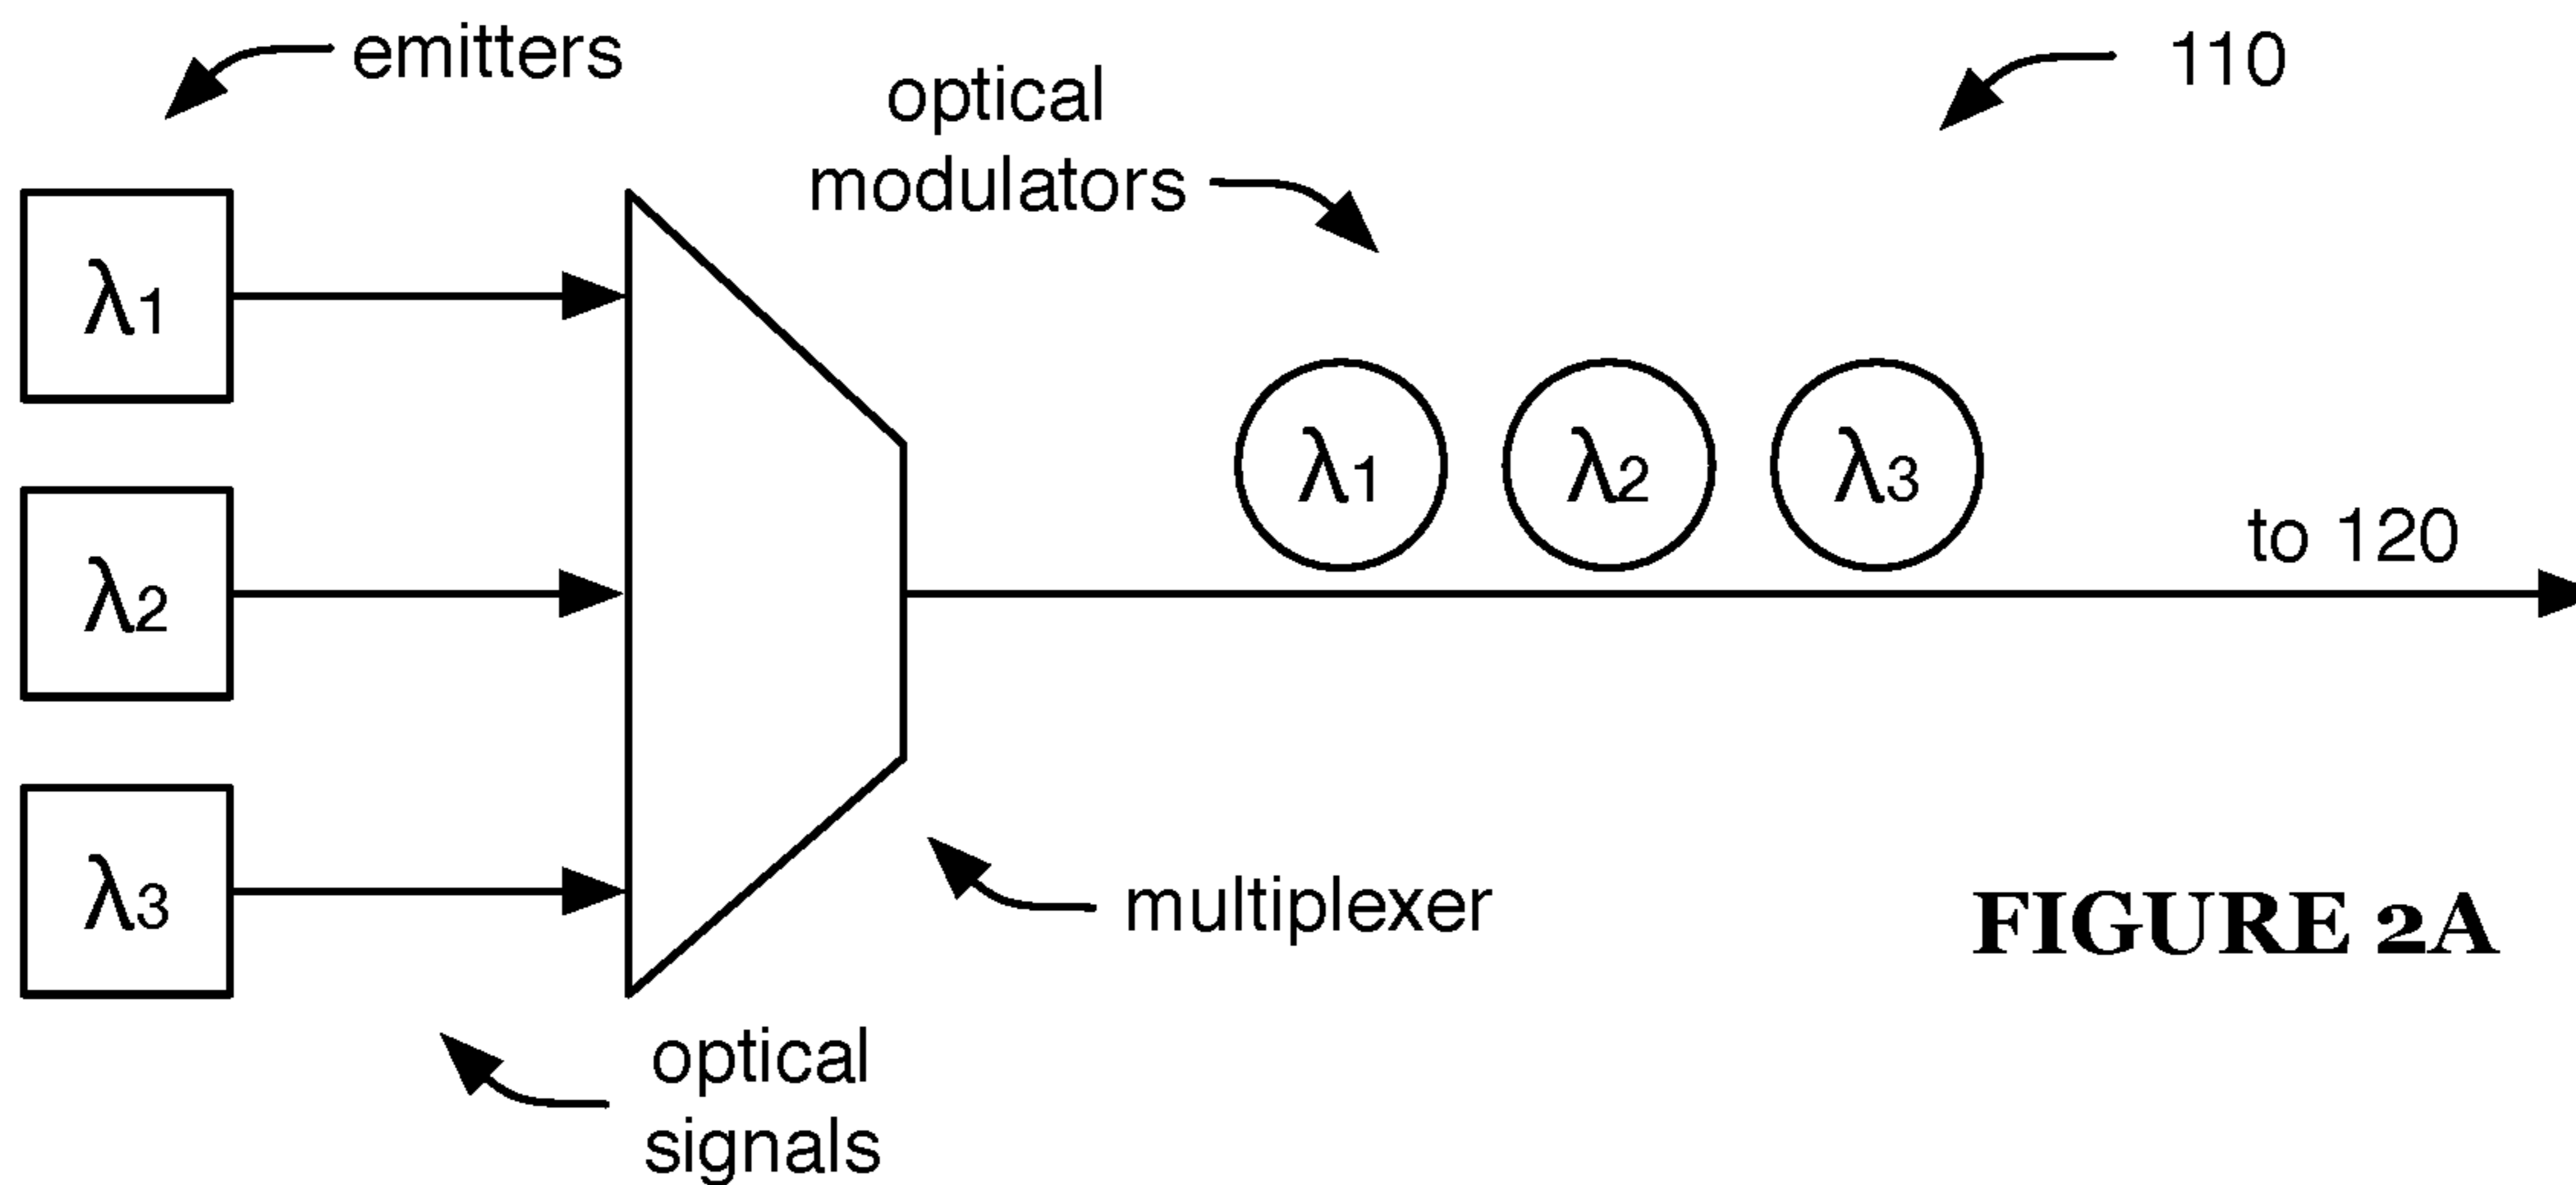 emitters
optical
modulators
110
λ1
λ2
λ3
λ1
λ2
λ3
to 120
multiplexer
optical
signals
FIGURE 2A